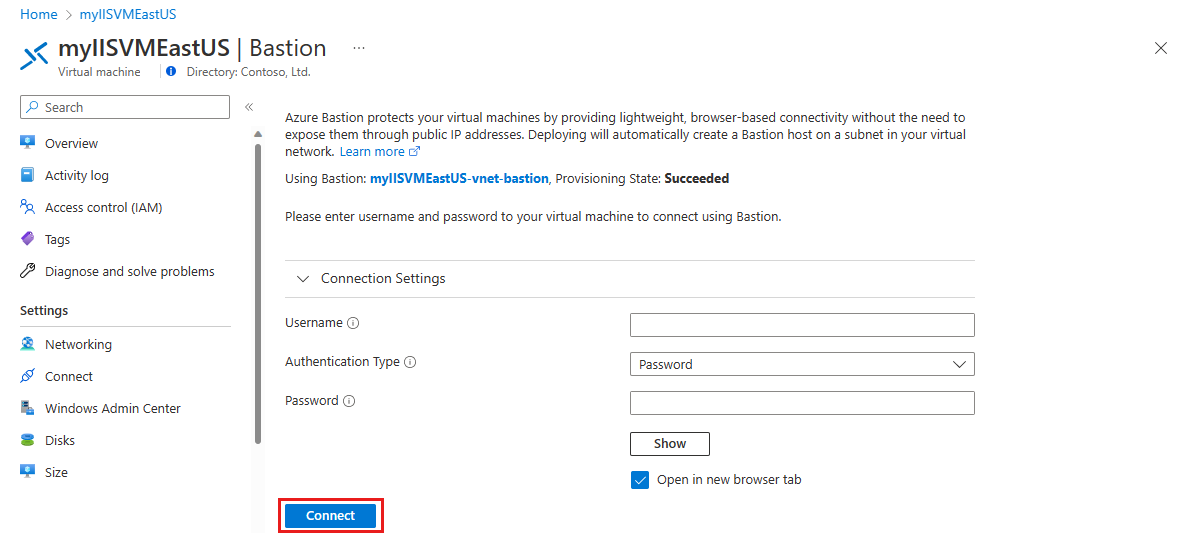 Home > myIISVMEastUS
myIISVMEastUS | Bastion ...
Virtual machine
Directory: Contoso, Ltd.
Search
«
Overview
Activity log
Access control (IAM)
Tags
Diagnose and solve problems
Settings
Networking
Connect
Windows Admin Center
Disks
Size
Azure Bastion protects your virtual machines by providing lightweight, browser-based connectivity without the need to
expose them through public IP addresses. Deploying will automatically create a Bastion host on a subnet in your virtual
network. Learn more
Using Bastion: myIISVMEastUS-vnet-bastion, Provisioning State: Succeeded
Please enter username and password to your virtual machine to connect using Bastion.
Connection Settings
Username
Authentication Type
Password
Password
Show
Open in new browser tab
Connect